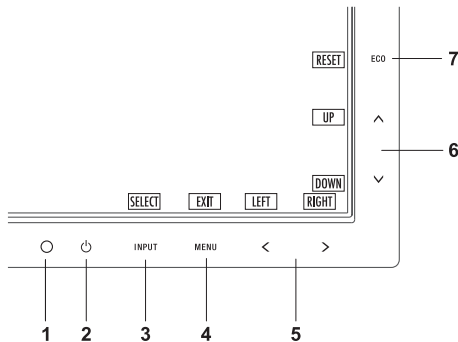 RESET
ECO
7
UP
6
DOWN
SELECT EXIT LEFT RIGHT
INPUT MENU
1 2 3 4 5